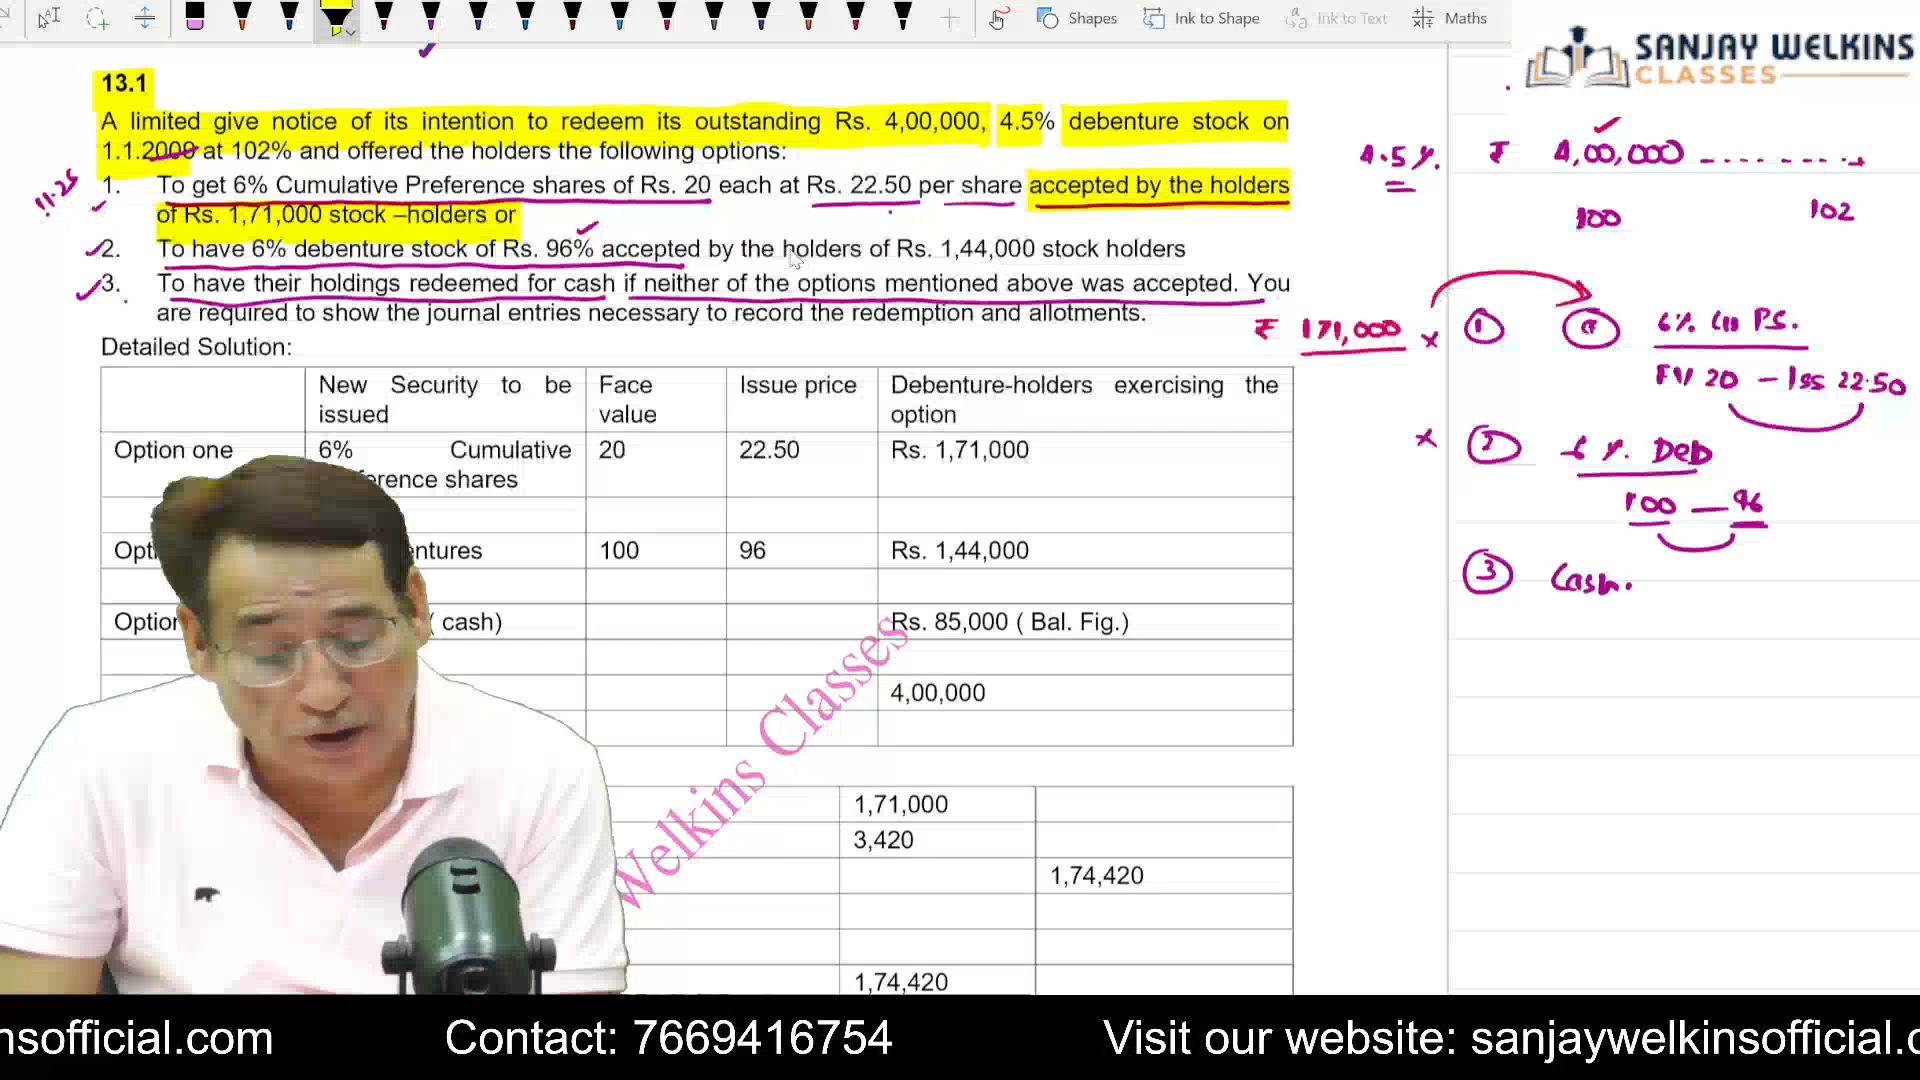 Shapes Ink to Shape Ink to Text Maths
SANJAY WELKINS
CLASSES
13.1
A limited give notice of its intention to redeem its outstanding Rs. 4,00,000, 4.5% debenture stock on
1.1.2009 at 102% and offered the holders the following options:
1. To get 6% Cumulative Preference shares of Rs. 20 each at Rs. 22.50 per share accepted by the holders
of Rs. 1,71,000 stock –holders or
2. To have 6% debenture stock of Rs. 96% accepted by the holders of Rs. 1,44,000 stock holders
3. To have their holdings redeemed for cash if neither of the options mentioned above was accepted. You
are required to show the journal entries necessary to record the redemption and allotments.
Detailed Solution:
New Security to be issued Face value Issue price Debenture-holders exercising the option
Option one 6% Cumulative 20 22.50 Rs. 1,71,000
shares
100 96 Rs. 1,44,000
( cash) Rs. 85,000 ( Bal. Fig.)
4,00,000
1,71,000
3,420
1,74,420
1,74,420
Welkins Classes
11.25
4.5 %. ₹ 4,00,000
100 102
₹ 171,000 x 1
6% P.S.
FV 20 – Iss 22.50
x 2 6 %. Deb
100 — 96
3 Cash.
nsofficial.com Contact: 7669416754 Visit our website: sanjaywelkinsofficial.c